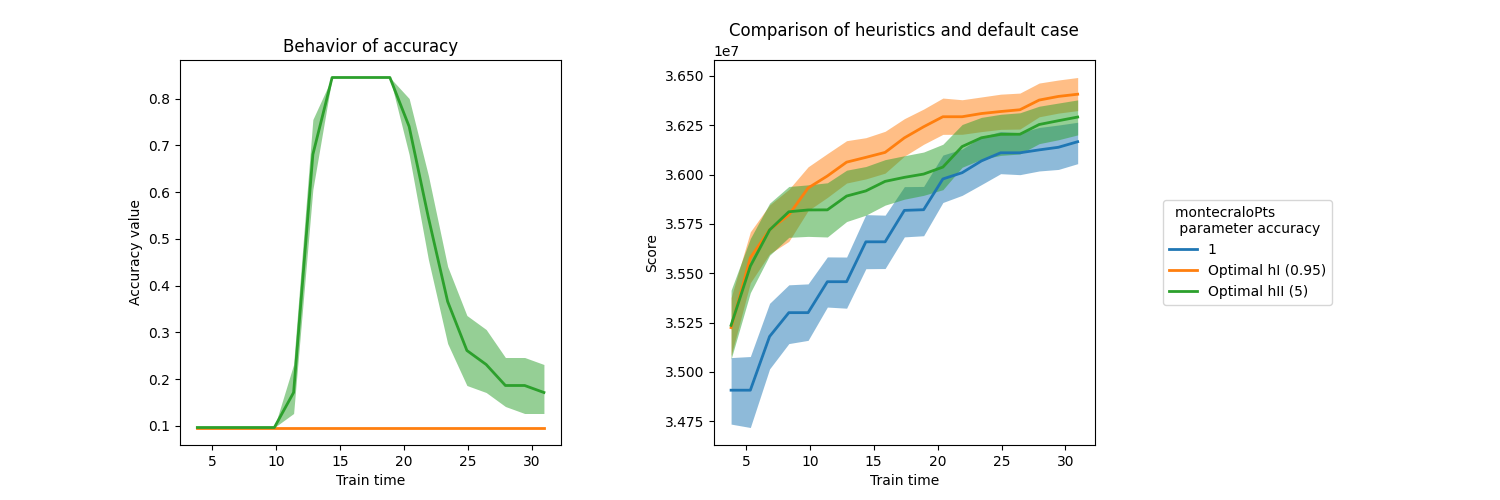 Behavior of accuracy
Accuracy value
0.8
0.7
0.6
0.5
0.4
0.3
0.2
0.1
5 10 15 20 25 30
Train time
Comparison of heuristics and default case
1e7
Score
3.650
3.625
3.600
3.575
3.550
3.525
3.500
3.475
5 10 15 20 25 30
Train time
montecraloPts
parameter accuracy
1
Optimal hI (0.95)
Optimal hII (5)